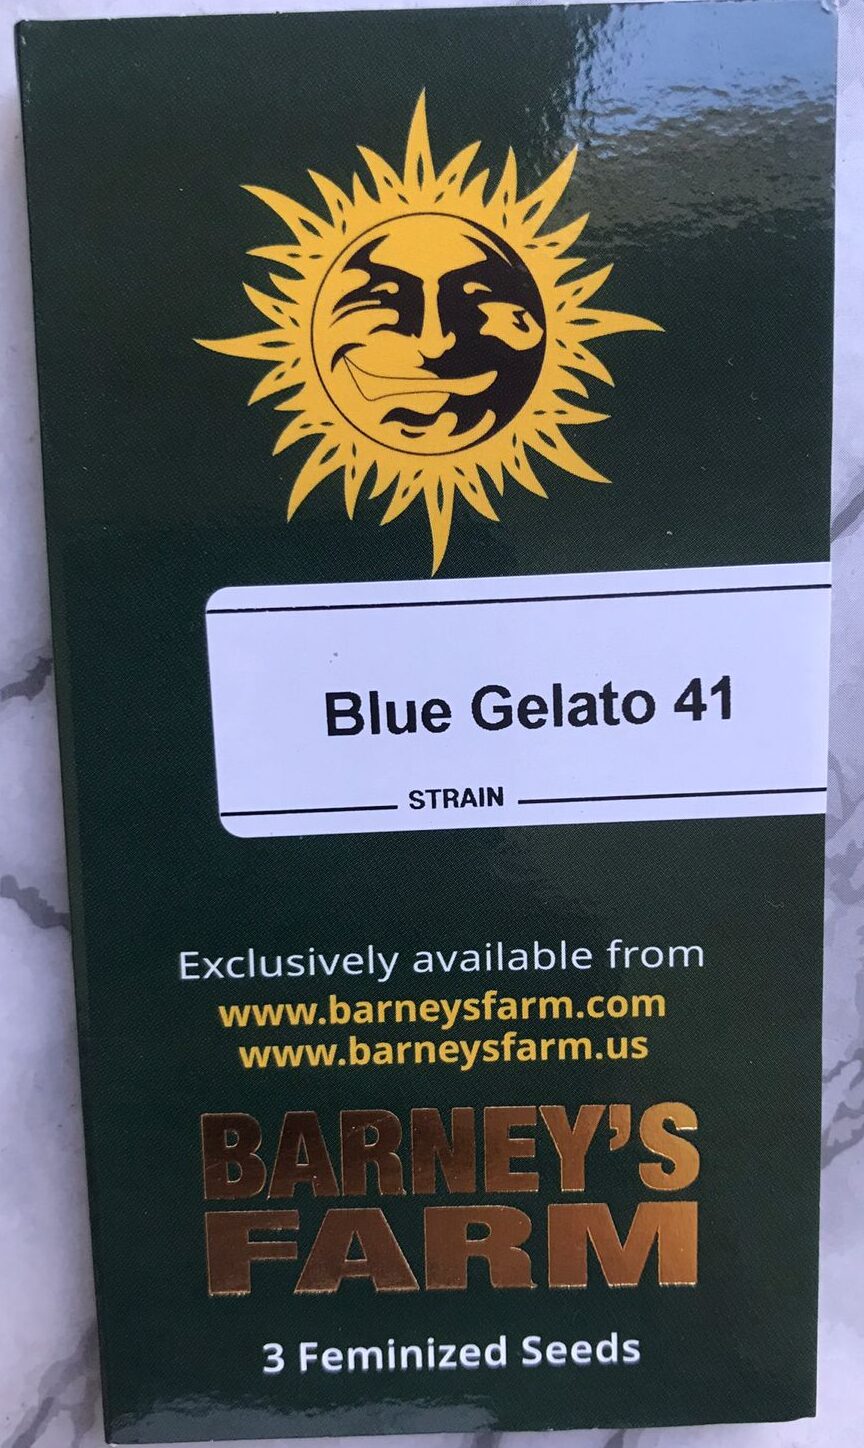 Blue Gelato 41
STRAIN
Exclusively available from
www.barneysfarm.com
www.barneysfarm.us
BARNEY'S
FARM
3 Feminized Seeds